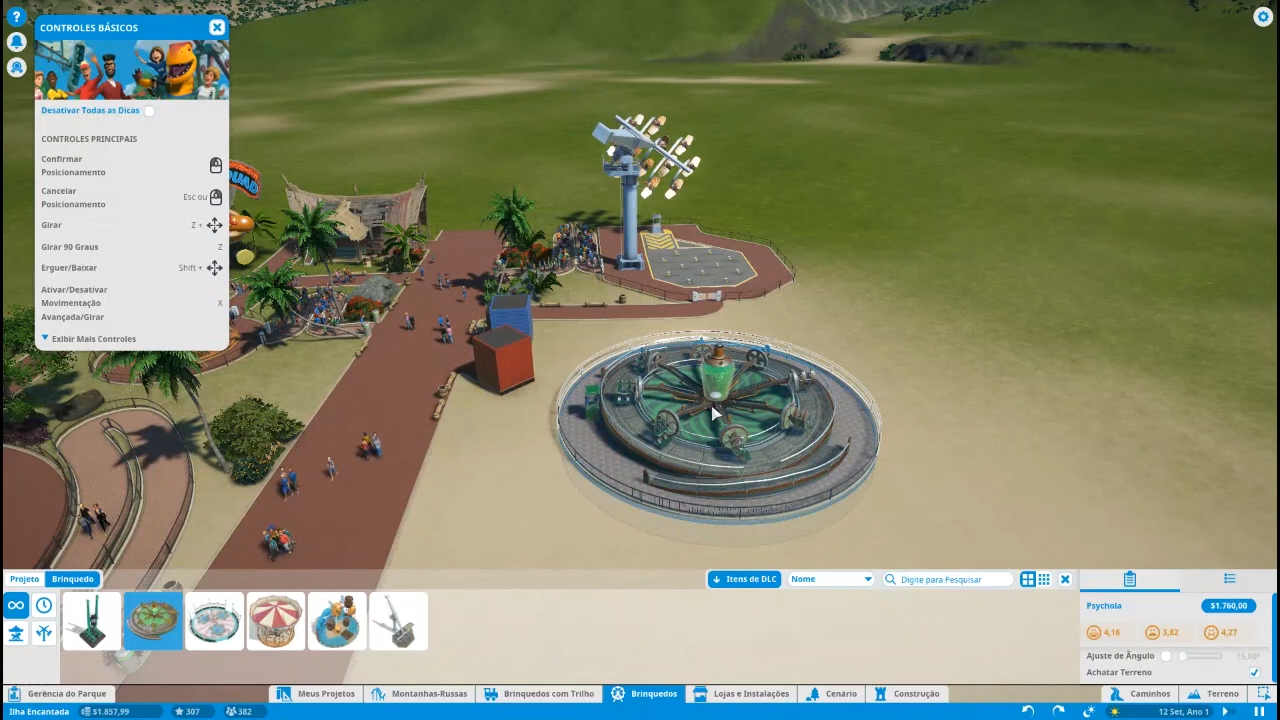 CONTROLES BÁSICOS
Desativar Todas as Dicas
CONTROLES PRINCIPAIS
Confirmar
Posicionamento
Cancelar
Posicionamento
Esc ou
Girar
Z +
Girar 90 Graus
Z
Erguer/Baixar
Shift +
Ativar/Desativar
Movimentação
Avançada/Girar
X
Exibir Mais Controles
Projeto
Brinquedo
Itens de DLC
Nome
Digite para Pesquisar
Psychola
$1.760,00
4,16
3,82
4,27
Ajuste de Ângulo
15,00°
Achatar Terreno
Gerência do Parque
Meus Projetos
Montanhas-Russas
Brinquedos com Trilho
Brinquedos
Lojas e Instalações
Cenário
Construção
Caminhos
Terreno
Ilha Encantada
$1.857,99
307
382
12 Set, Ano 1